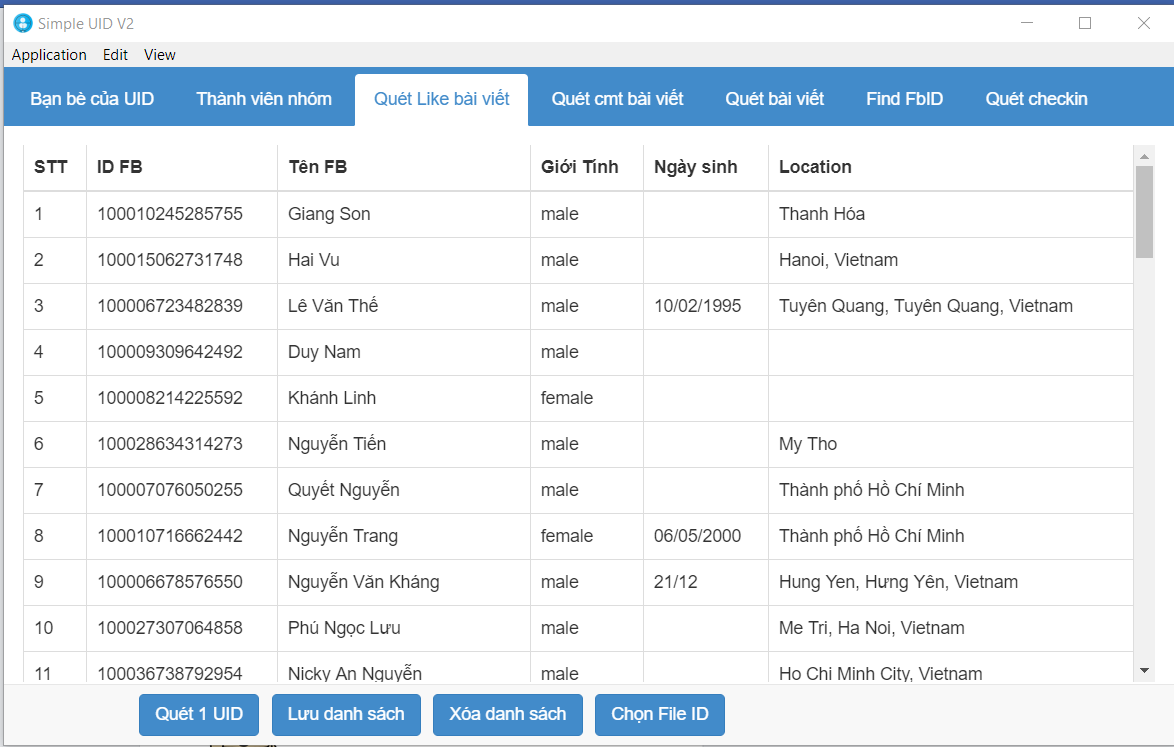 Simple UID V2
Application Edit View
Bạn bè của UID Thành viên nhóm Quét Like bài viết Quét cmt bài viết Quét bài viết Find FbID Quét checkin
STT ID FB Tên FB Giới Tính Ngày sinh Location
1 100010245285755 Giang Son male Thanh Hóa
2 100015062731748 Hai Vu male Hanoi, Vietnam
3 100006723482839 Lê Văn Thế male 10/02/1995 Tuyên Quang, Tuyên Quang, Vietnam
4 100009309642492 Duy Nam male
5 100008214225592 Khánh Linh female
6 100028634314273 Nguyễn Tiến male My Tho
7 100007076050255 Quyết Nguyễn male Thành phố Hồ Chí Minh
8 100010716662442 Nguyễn Trang female 06/05/2000 Thành phố Hồ Chí Minh
9 100006678576550 Nguyễn Văn Kháng male 21/12 Hung Yen, Hưng Yên, Vietnam
10 100027307064858 Phú Ngọc Lưu male Me Tri, Ha Noi, Vietnam
11 100036738792954 Nicky An Nguyễn male Ho Chi Minh City, Vietnam
Quét 1 UID Lưu danh sách Xóa danh sách Chọn File ID